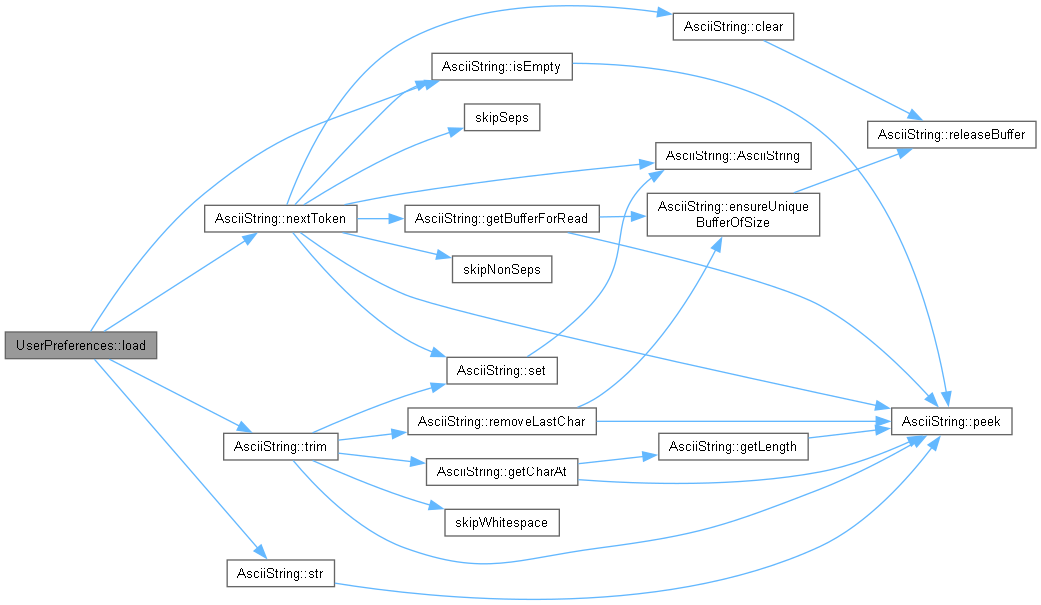 AsciiString::clear
AsciiString::isEmpty
skipSeps
AsciiString::releaseBuffer
AsciiString::AsciiString
AsciiString::nextToken
AsciiString::getBufferForRead
AsciiString::ensureUnique
BufferOfSize
skipNonSeps
UserPreferences::load
AsciiString::set
AsciiString::removeLastChar
AsciiString::peek
AsciiString::trim
AsciiString::getLength
AsciiString::getCharAt
skipWhitespace
AsciiString::str